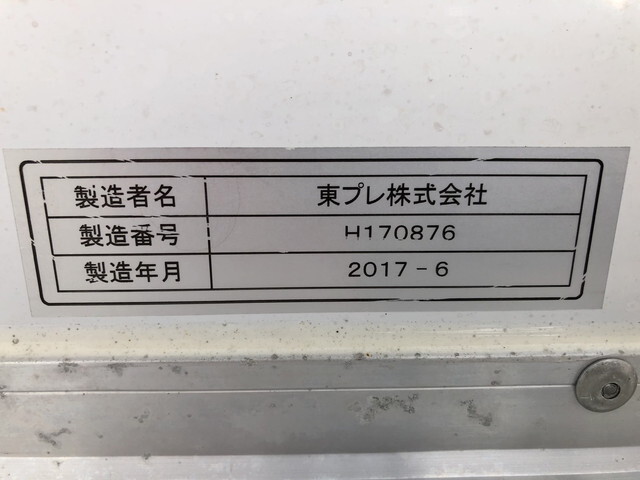 製造者名 東プレ株式会社
製造番号 H170876
製造年月 2017-6